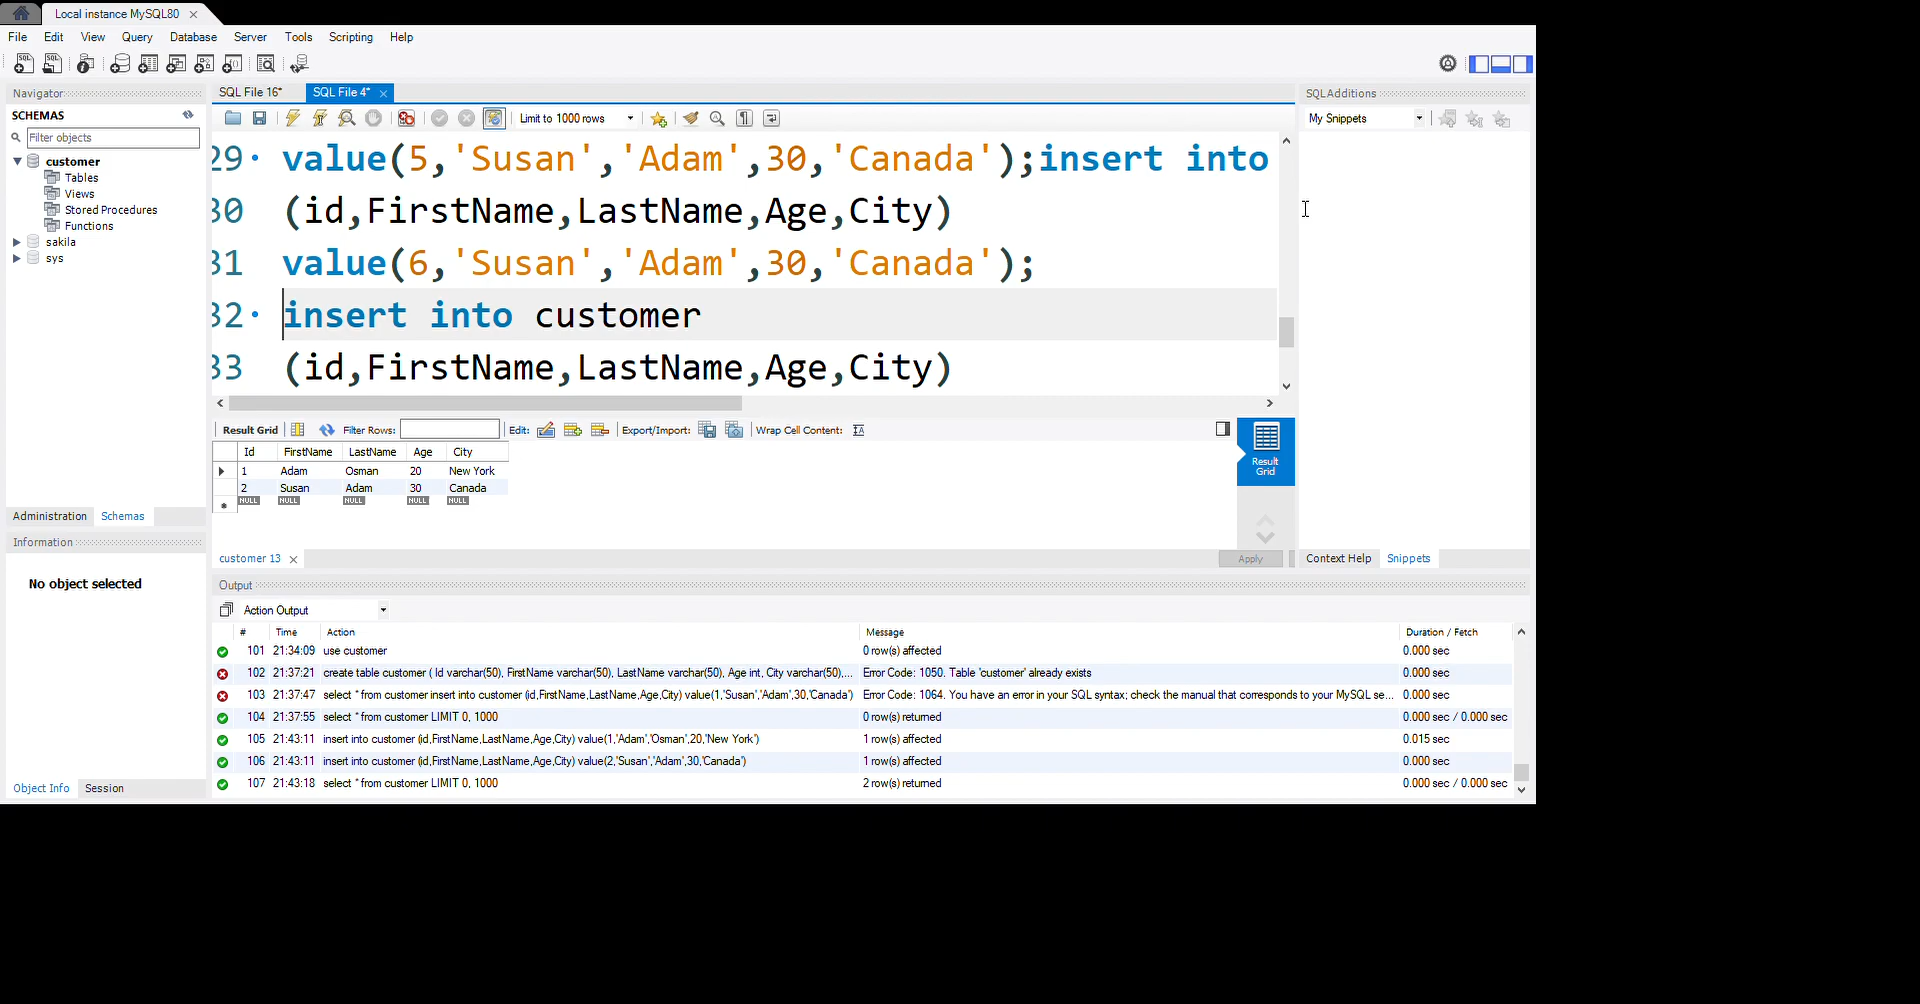 Local instance MySQL80
File Edit View Query Database Server Tools Scripting Help
Navigator
SCHEMAS
Filter objects
customer
Tables
Views
Stored Procedures
Functions
sakila
sys
Administration Schemas
Information
No object selected
Object Info Session
SQL File 16* SQL File 4*
Limit to 1000 rows
29 value(5,'Susan','Adam',30,'Canada');insert into
30 (id,FirstName,LastName,Age,City)
31 value(6,'Susan','Adam',30,'Canada');
32 insert into customer
33 (id,FirstName,LastName,Age,City)
Result Grid Filter Rows: Edit: Export/Import: Wrap Cell Content:
Id FirstName LastName Age City
1 Adam Osman 20 New York
2 Susan Adam 30 Canada
NULL NULL NULL NULL NULL
Result
Grid
customer 13
Apply
SQLAdditions
My Snippets
Context Help Snippets
Output
Action Output
# Time Action Message Duration / Fetch
101 21:34:09 use customer 0 row(s) affected 0.000 sec
102 21:37:21 create table customer ( Id varchar(50), FirstName varchar(50), LastName varchar(50), Age int, City varchar(50),... Error Code: 1050. Table 'customer' already exists 0.000 sec
103 21:37:47 select * from customer insert into customer (id,FirstName,LastName,Age,City) value(1,'Susan','Adam',30,'Canada') Error Code: 1064. You have an error in your SQL syntax; check the manual that corresponds to your MySQL se... 0.000 sec
104 21:37:55 select * from customer LIMIT 0, 1000 0 row(s) returned 0.000 sec / 0.000 sec
105 21:43:11 insert into customer (id,FirstName,LastName,Age,City) value(1,'Adam','Osman',20,'New York') 1 row(s) affected 0.015 sec
106 21:43:11 insert into customer (id,FirstName,LastName,Age,City) value(2,'Susan','Adam',30,'Canada') 1 row(s) affected 0.000 sec
107 21:43:18 select * from customer LIMIT 0, 1000 2 row(s) returned 0.000 sec / 0.000 sec